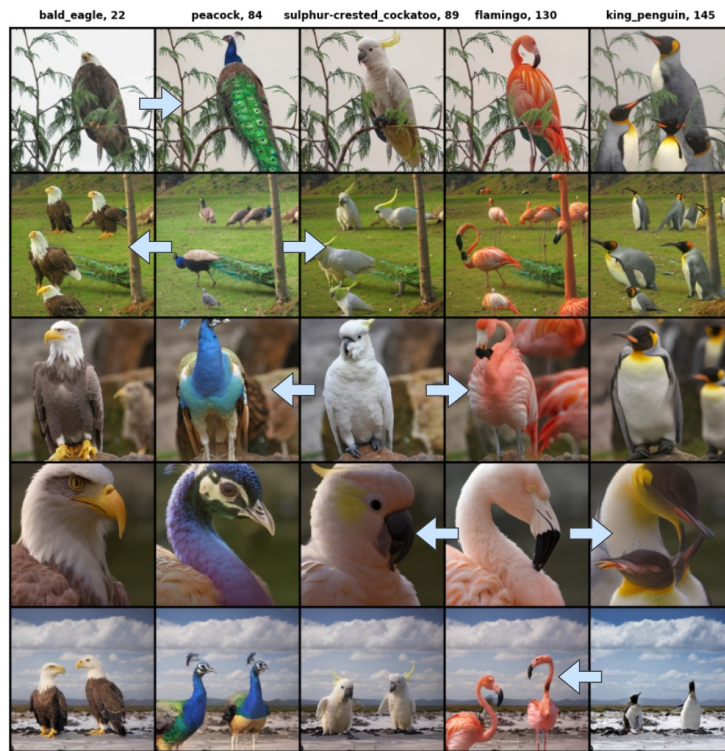 bald_eagle, 22 peacock, 84 sulphur-crested_cockatoo, 89 flamingo, 130 king_penguin, 145